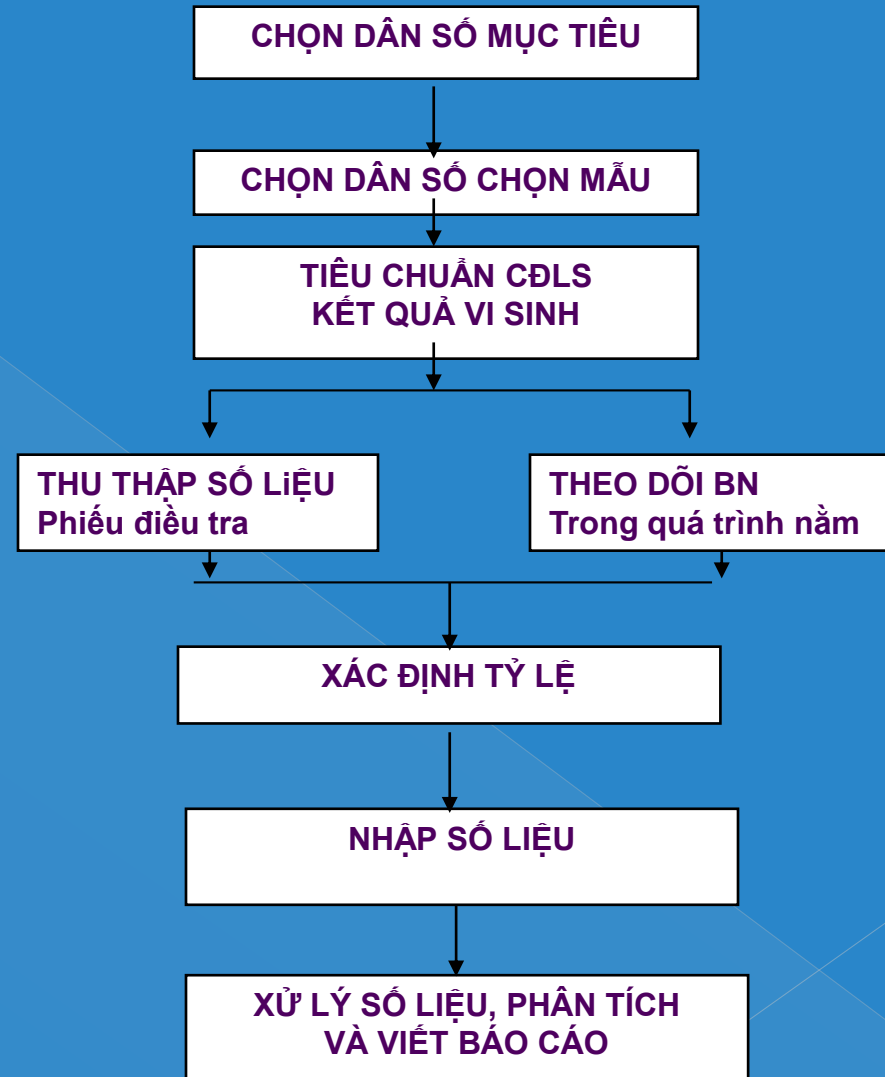 CHỌN DÂN SỐ MỤC TIÊU
CHỌN DÂN SỐ CHỌN MẪU
TIÊU CHUẨN CĐLS
KẾT QUẢ VI SINH
THU THẬP SỐ LiỆU
Phiếu điều tra
THEO DÕI BN
Trong quá trình nằm
XÁC ĐỊNH TỶ LỆ
NHẬP SỐ LIỆU
XỬ LÝ SỐ LIỆU, PHÂN TÍCH
VÀ VIẾT BÁO CÁO